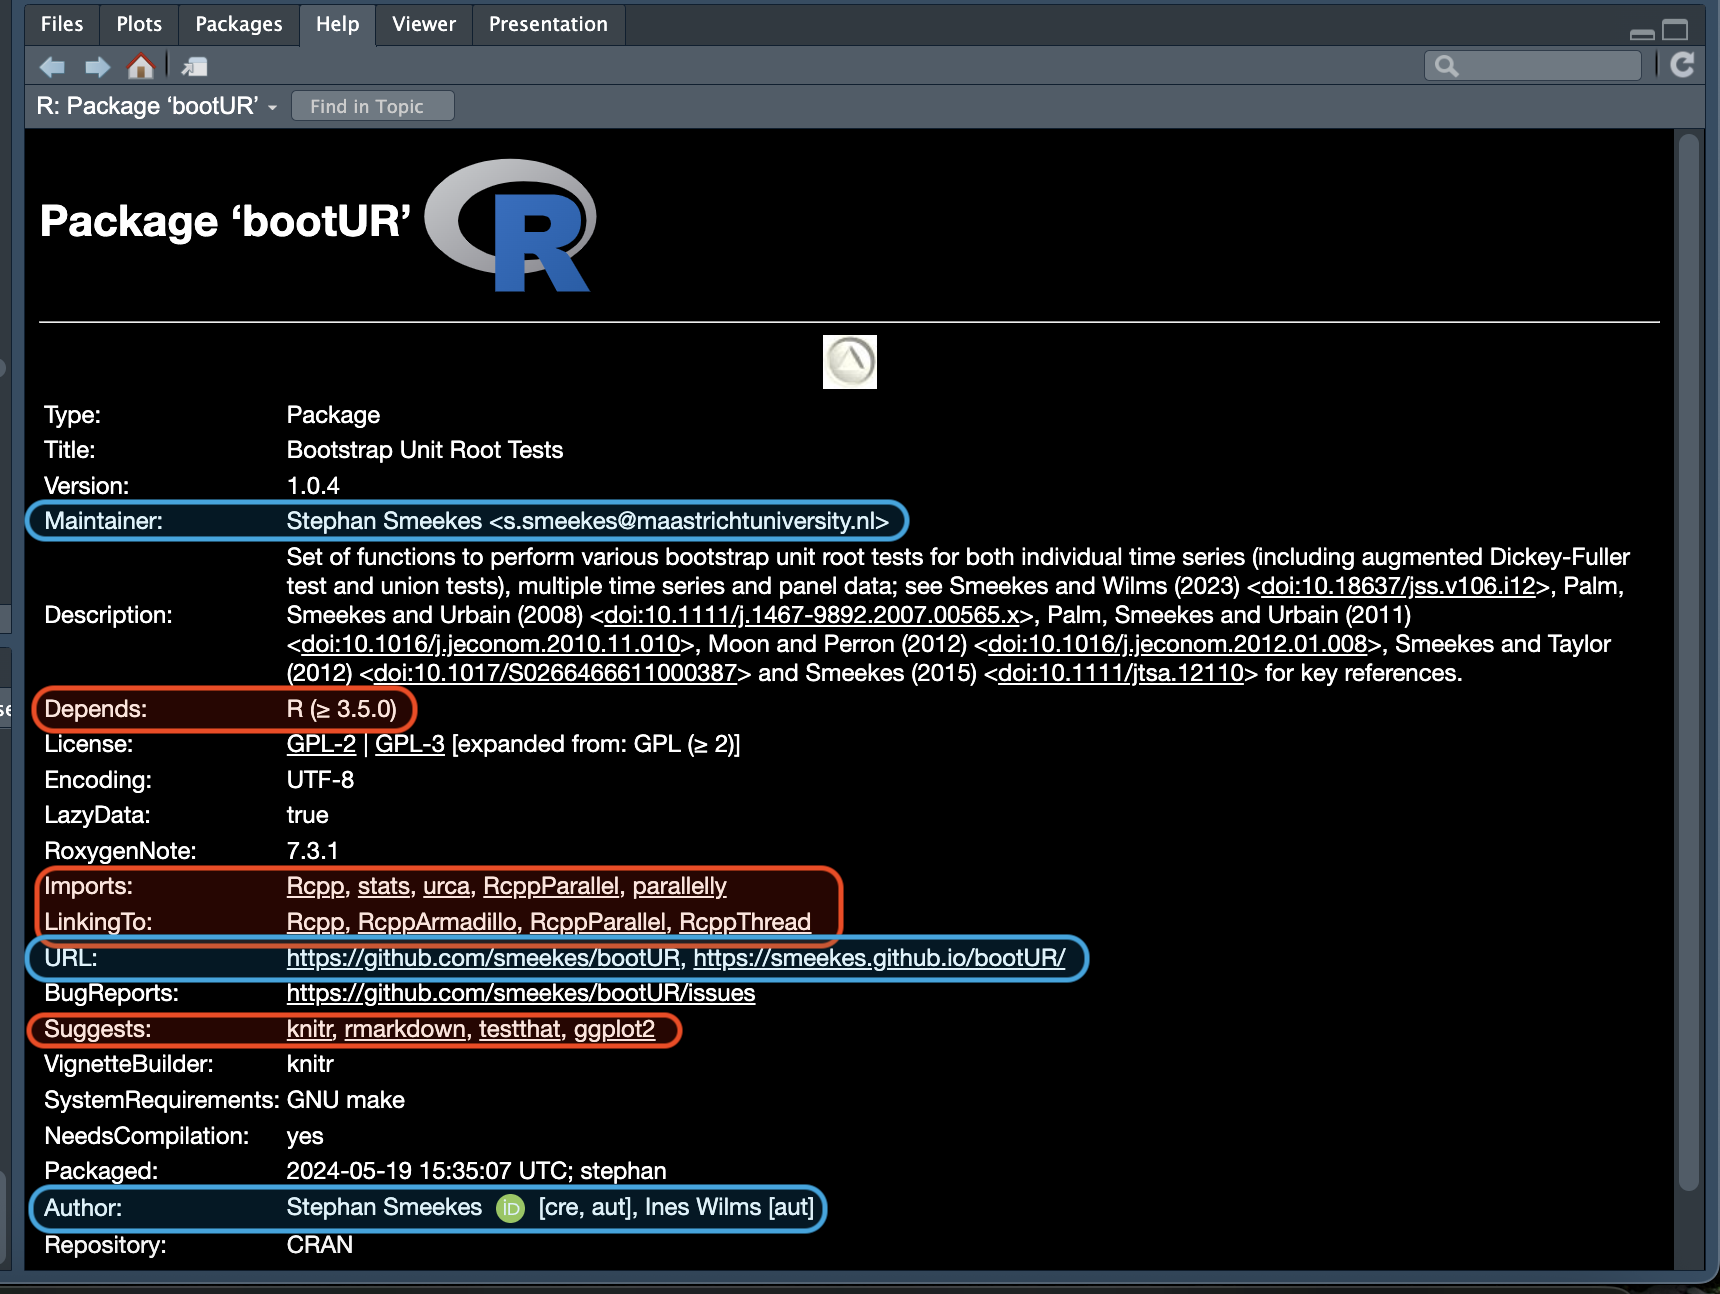 Files Plots Packages Help Viewer Presentation
R: Package ‘bootUR’ Find in Topic
Package ‘bootUR’ R
Type: Package
Title: Bootstrap Unit Root Tests
Version: 1.0.4
Maintainer: Stephan Smeekes <s.smeekes@maastrichtuniversity.nl>
Description: Set of functions to perform various bootstrap unit root tests for both individual time series (including augmented Dickey-Fuller
test and union tests), multiple time series and panel data; see Smeekes and Wilms (2023) <doi:10.18637/jss.v106.i12>, Palm,
Smeekes and Urbain (2008) <doi:10.1111/j.1467-9892.2007.00565.x>, Palm, Smeekes and Urbain (2011)
<doi:10.1016/j.jeconom.2010.11.010>, Moon and Perron (2012) <doi:10.1016/j.jeconom.2012.01.008>, Smeekes and Taylor
(2012) <doi:10.1017/S0266466611000387> and Smeekes (2015) <doi:10.1111/jtsa.12110> for key references.
Depends: R (≥ 3.5.0)
License: GPL-2 | GPL-3 [expanded from: GPL (≥ 2)]
Encoding: UTF-8
LazyData: true
RoxygenNote: 7.3.1
Imports: Rcpp, stats, urca, RcppParallel, parallelly
LinkingTo: Rcpp, RcppArmadillo, RcppParallel, RcppThread
URL: https://github.com/smeekes/bootUR, https://smeekes.github.io/bootUR/
BugReports: https://github.com/smeekes/bootUR/issues
Suggests: knitr, rmarkdown, testthat, ggplot2
VignetteBuilder: knitr
SystemRequirements: GNU make
NeedsCompilation: yes
Packaged: 2024-05-19 15:35:07 UTC; stephan
Author: Stephan Smeekes iD [cre, aut], Ines Wilms [aut]
Repository: CRAN